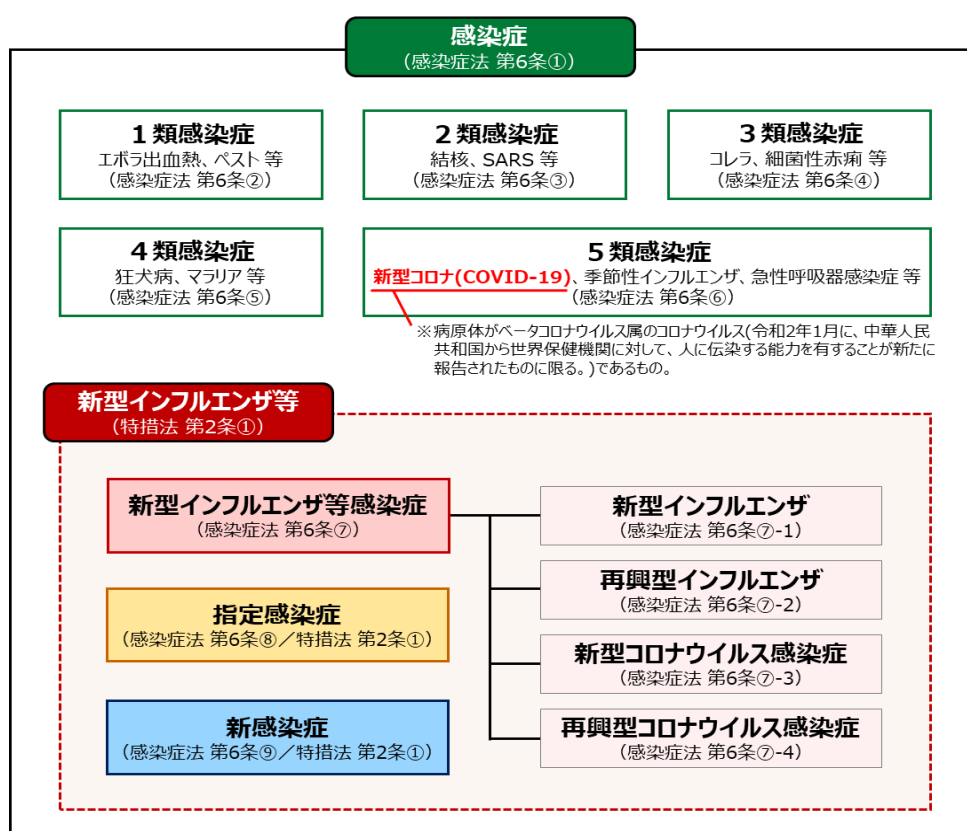 感染症
(感染症法 第6条①)
1類感染症
エボラ出血熱、ペスト 等
(感染症法 第6条②)
2類感染症
結核、SARS 等
(感染症法 第6条③)
3類感染症
コレラ、細菌性赤痢 等
(感染症法 第6条④)
4類感染症
狂犬病、マラリア 等
(感染症法 第6条⑤)
5類感染症
新型コロナ(COVID-19)、季節性インフルエンザ、急性呼吸器感染症 等
(感染症法 第6条⑥)
※病原体がベータコロナウイルス属のコロナウイルス(令和2年1月に、中華人民
共和国から世界保健機関に対して、人に伝染する能力を有することが新たに
報告されたものに限る。)であるもの。
新型インフルエンザ等
(特措法 第2条①)
新型インフルエンザ等感染症
(感染症法 第6条⑦)
指定感染症
(感染症法 第6条⑧/特措法 第2条①)
新感染症
(感染症法 第6条⑨/特措法 第2条①)
新型インフルエンザ
(感染症法 第6条⑦-1)
再興型インフルエンザ
(感染症法 第6条⑦-2)
新型コロナウイルス感染症
(感染症法 第6条⑦-3)
再興型コロナウイルス感染症
(感染症法 第6条⑦-4)